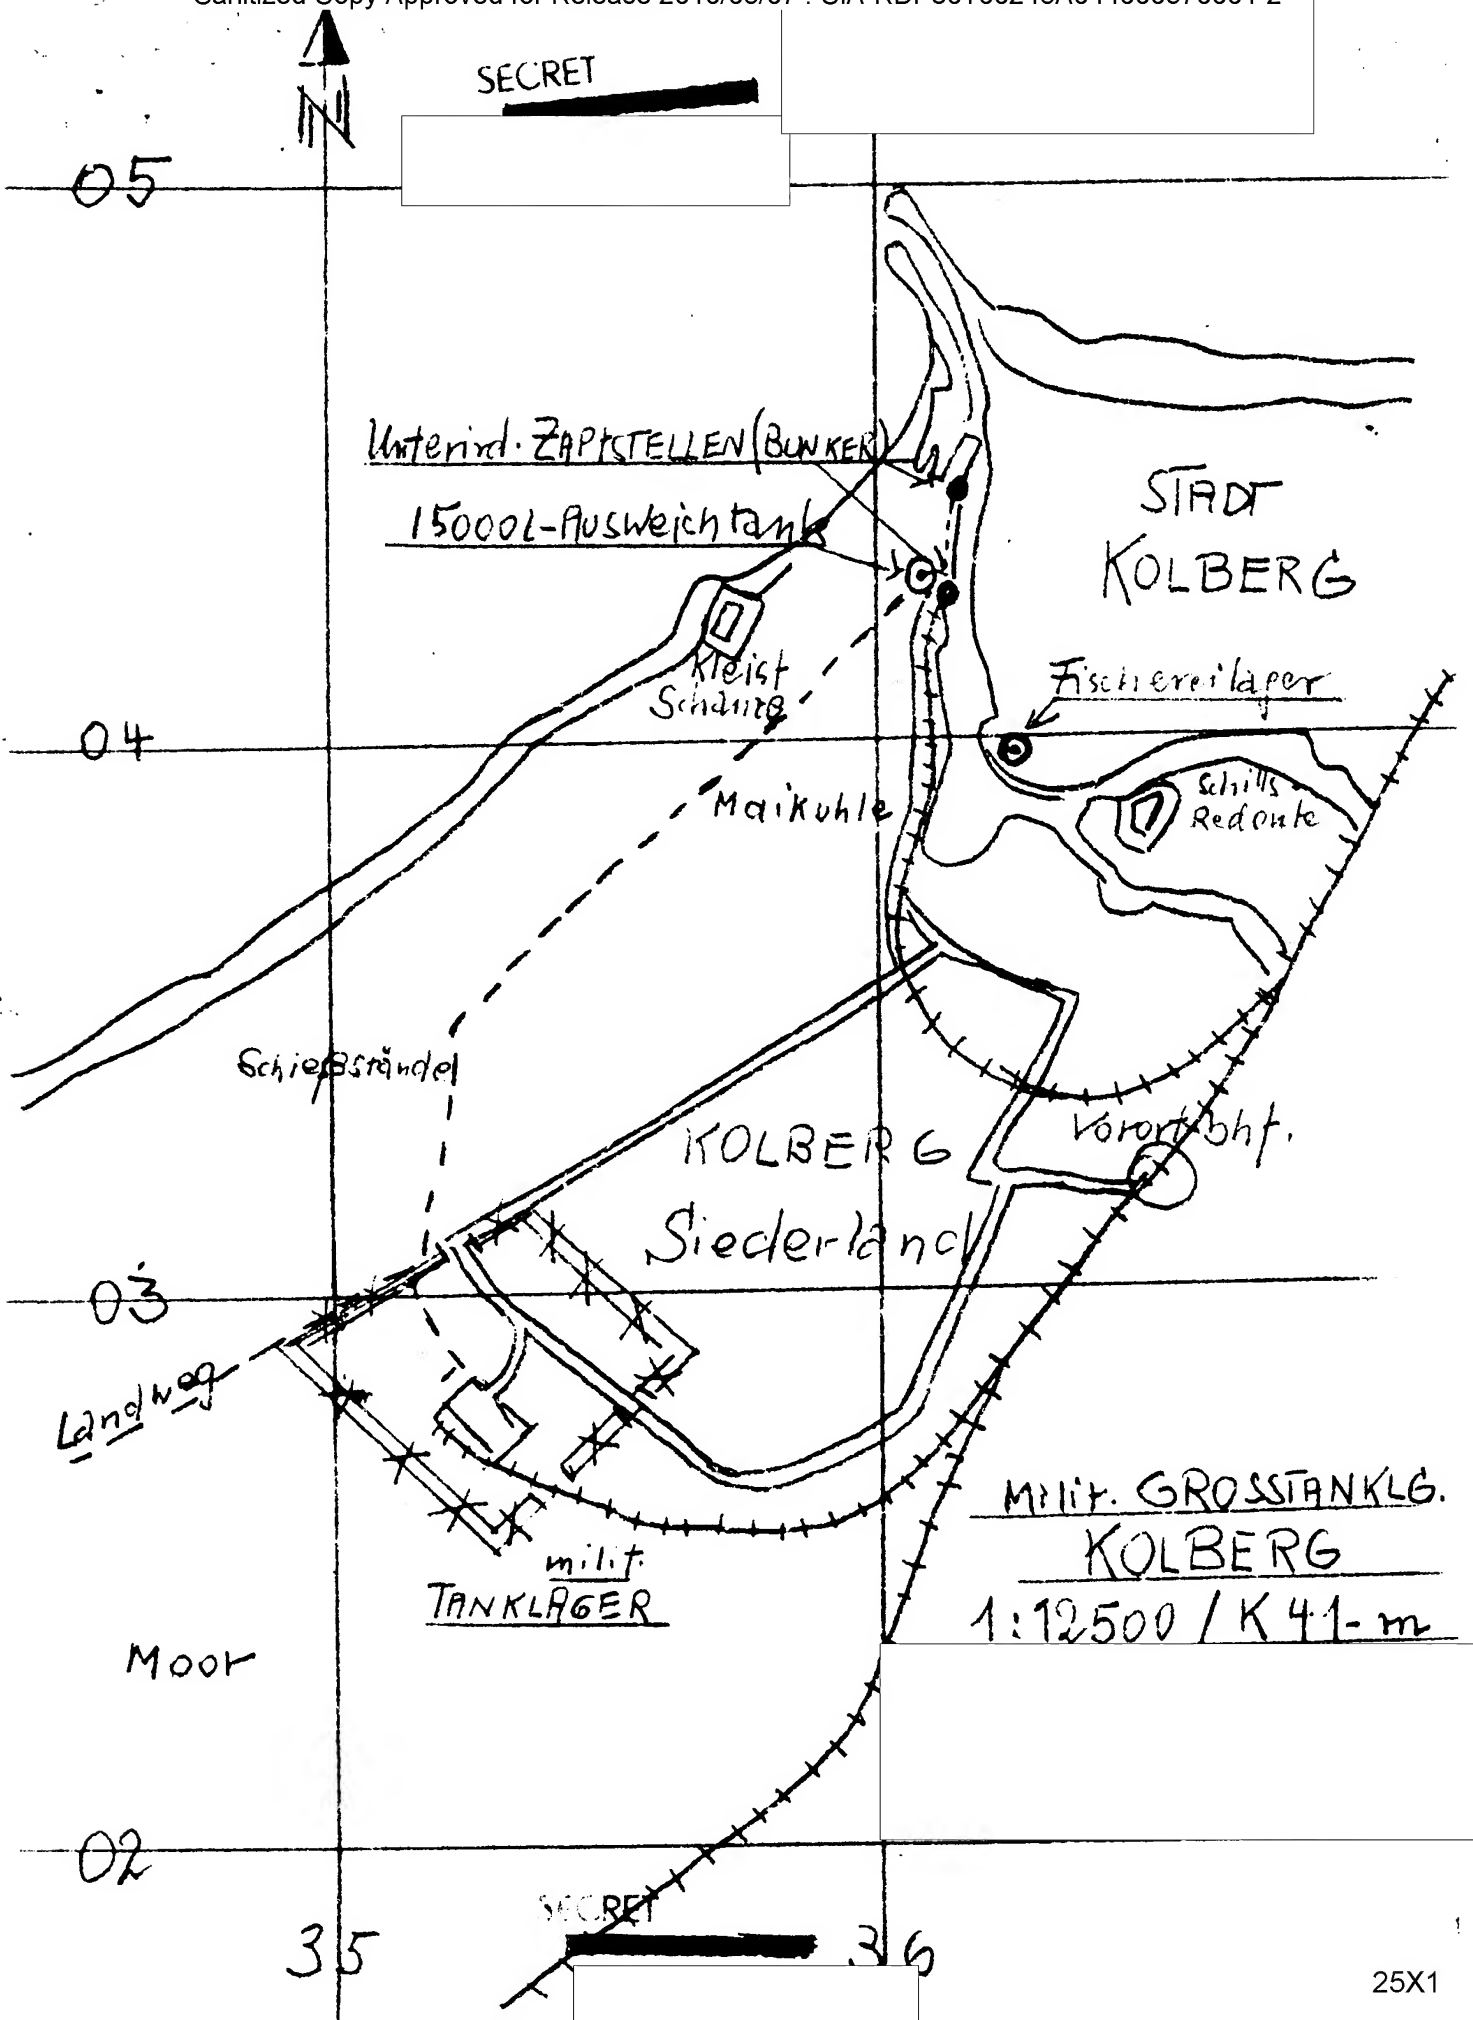 N
SECRET
05
Unterird. ZAPFSTELLEN (BUNKER)
15000L-Ausweichtank
STADT
KOLBERG
Kleist
Schanze
Fischereilager
04
Maikuhle
Schills-
Redoute
Schießstände
KOLBERG
Vorortbhf.
Siederland
03
Landweg
Milit. GROSSTANKLG.
KOLBERG
milit.
TANKLAGER
1:12500 / K 41-m
Moor
02
SECRET
35
36
25X1